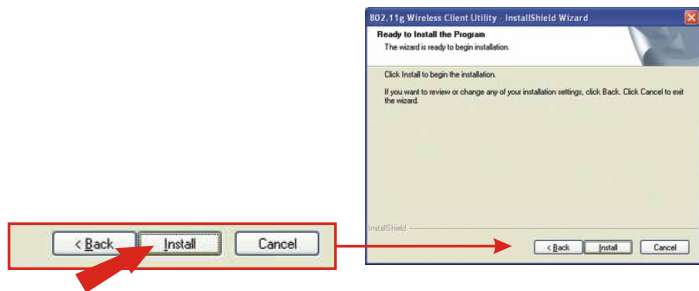 802.11g Wireless Client Utility - InstallShield Wizard
Ready to Install the Program
The wizard is ready to begin installation.
Click Install to begin the installation.
If you want to review or change any of your installation settings, click Back. Click Cancel to exit
the wizard.
InstallShield
< Back Install Cancel
< Back Install Cancel